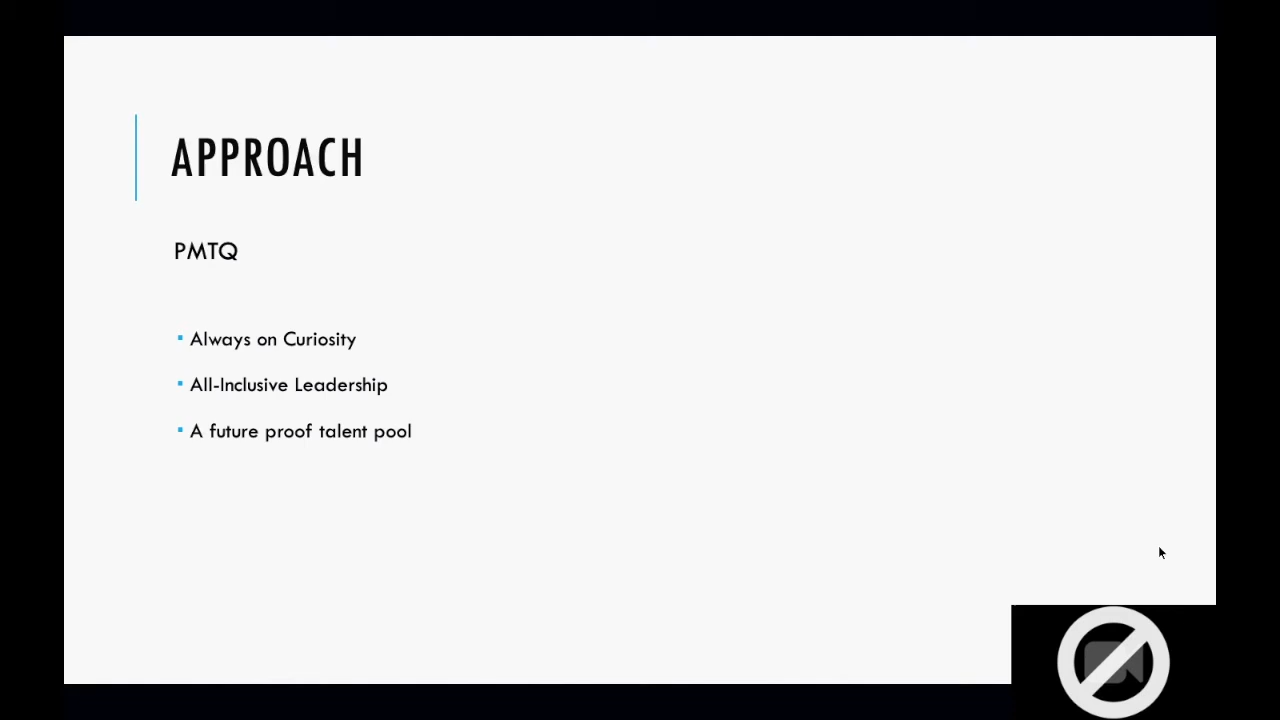 APPROACH
PMTQ
Always on Curiosity
All-Inclusive Leadership
A future proof talent pool